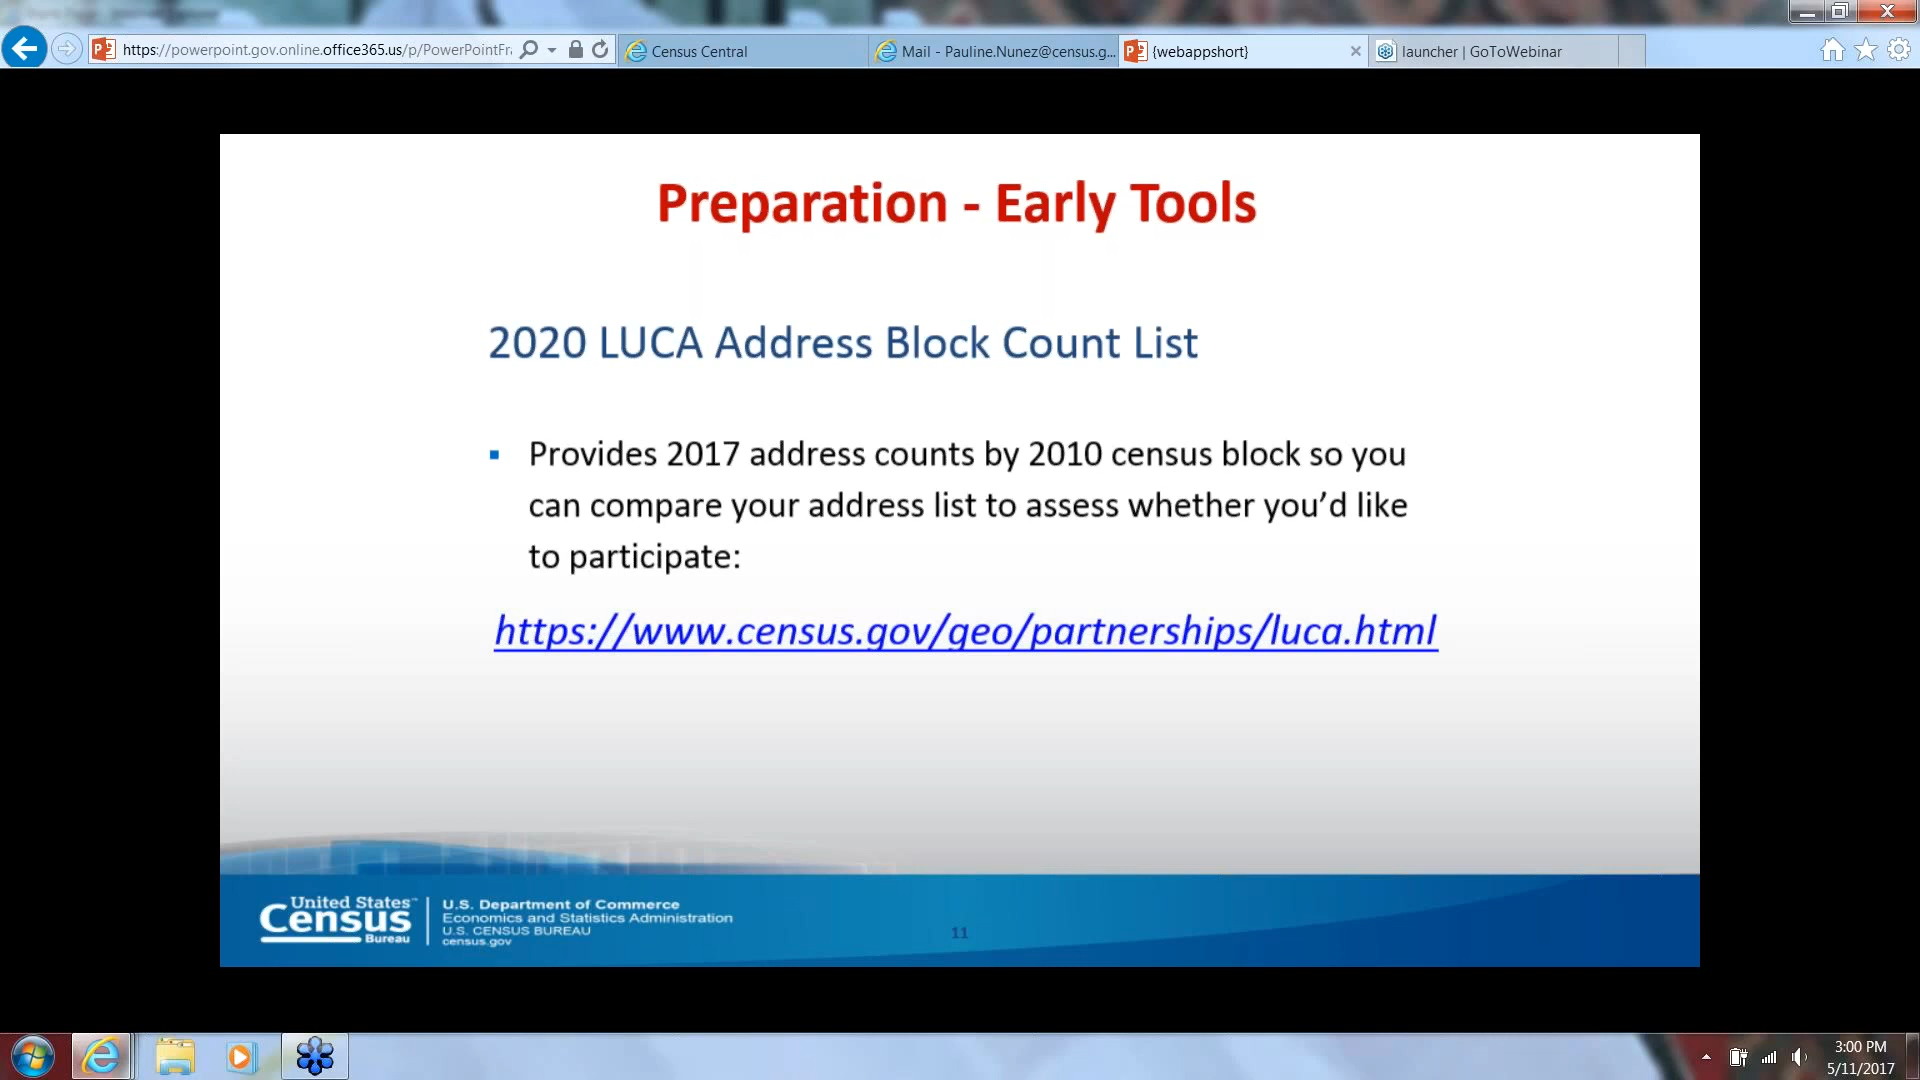 https://powerpoint.gov.online.office365.us/p/PowerPointFr
Census Central
Mail - Pauline.Nunez@census.g...
{webappshort}
launcher | GoToWebinar
Preparation - Early Tools
2020 LUCA Address Block Count List
▪ Provides 2017 address counts by 2010 census block so you
can compare your address list to assess whether you’d like
to participate:
https://www.census.gov/geo/partnerships/luca.html
United States™
Census
Bureau
U.S. Department of Commerce
Economics and Statistics Administration
U.S. CENSUS BUREAU
census.gov
11
3:00 PM
5/11/2017